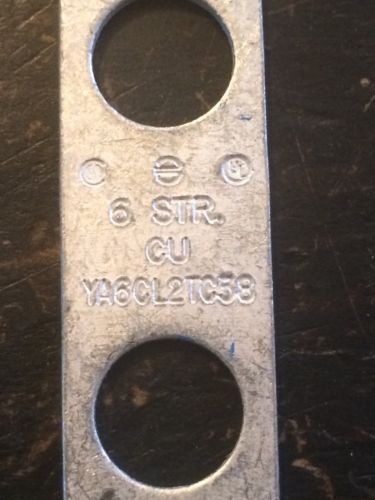 6 STR.
CU
YA6CL2TC58